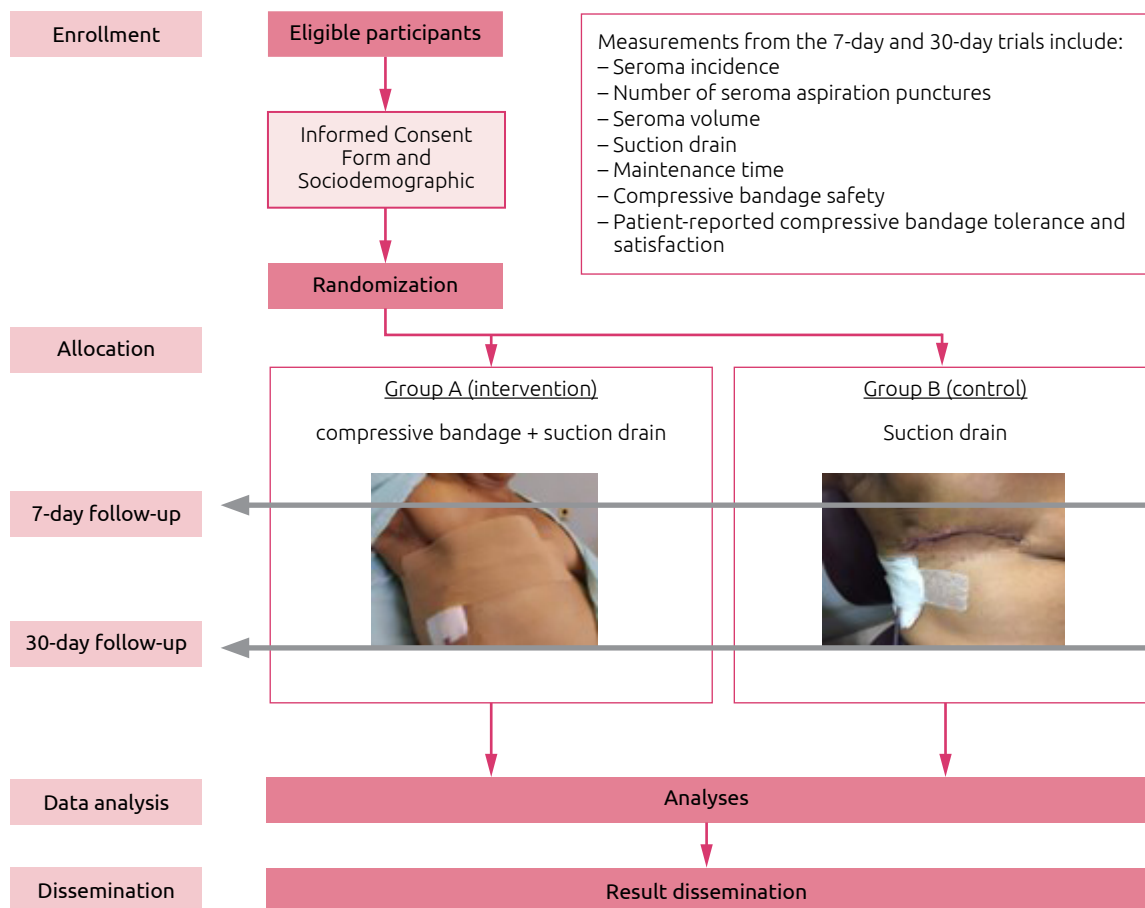 Enrollment
Eligible participants
Informed Consent
Form and
Sociodemographic
Randomization
Measurements from the 7-day and 30-day trials include:
– Seroma incidence
– Number of seroma aspiration punctures
– Seroma volume
– Suction drain
– Maintenance time
– Compressive bandage safety
– Patient-reported compressive bandage tolerance and
satisfaction
Allocation
Group A (intervention)
compressive bandage + suction drain
Group B (control)
Suction drain
7-day follow-up
30-day follow-up
Data analysis
Analyses
Dissemination
Result dissemination